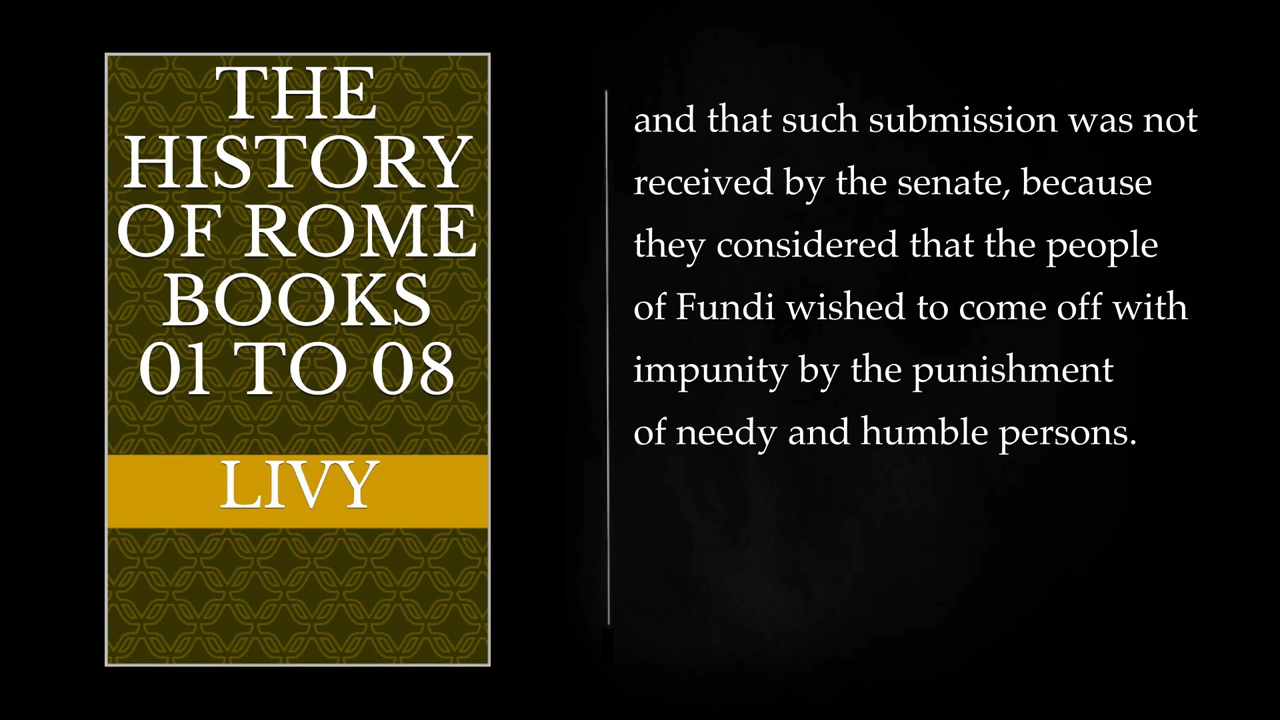 THE
HISTORY
OF ROME
BOOKS
01 TO 08
LIVY
and that such submission was not
received by the senate, because
they considered that the people
of Fundi wished to come off with
impunity by the punishment
of needy and humble persons.